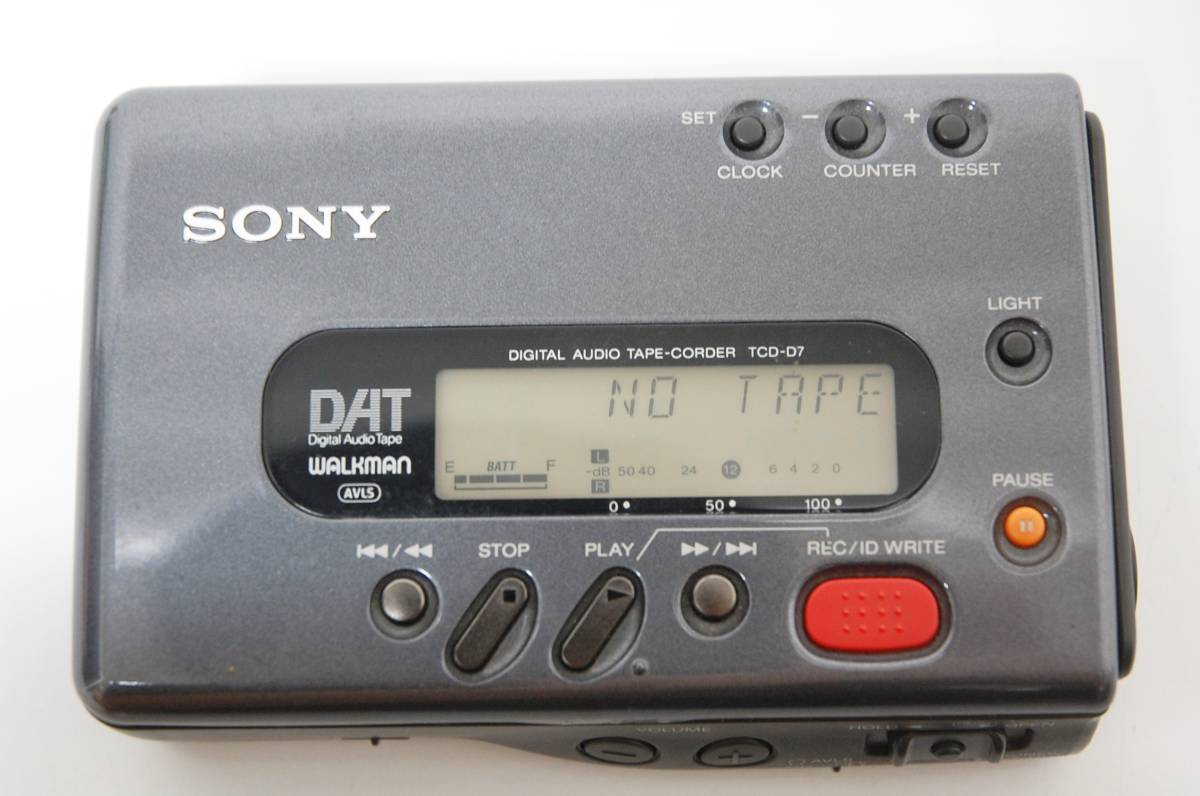 SET - +
CLOCK COUNTER RESET
SONY
LIGHT
DIGITAL AUDIO TAPE-CORDER TCD-D7
NO TAPE
DAT
Digital Audio Tape
WALKMAN
AVLS
E BATT F
L
-dB 50 40 24 12 6 4 2 0
R
0 50 100
PAUSE
STOP PLAY REC/ID WRITE
VOLUME
HOLD OPEN
AVLS